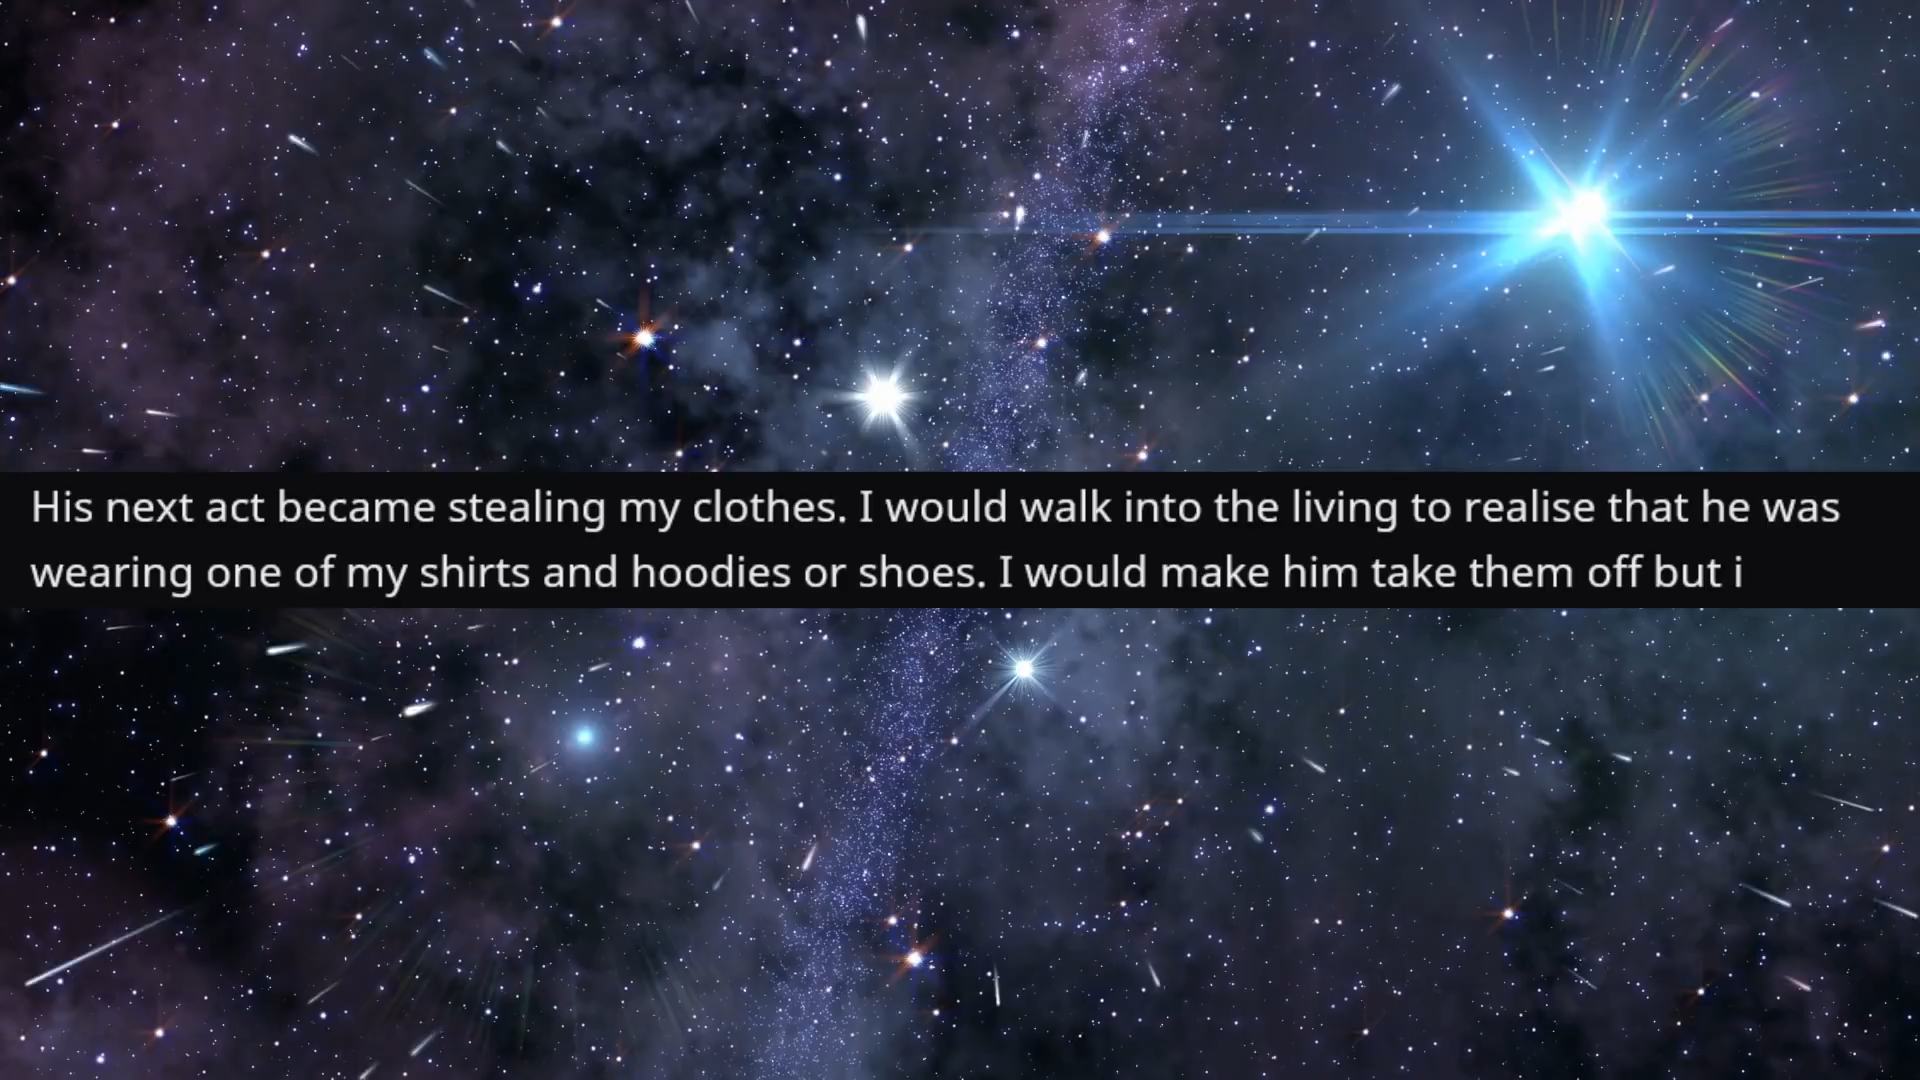 His next act became stealing my clothes. I would walk into the living to realise that he was
wearing one of my shirts and hoodies or shoes. I would make him take them off but i